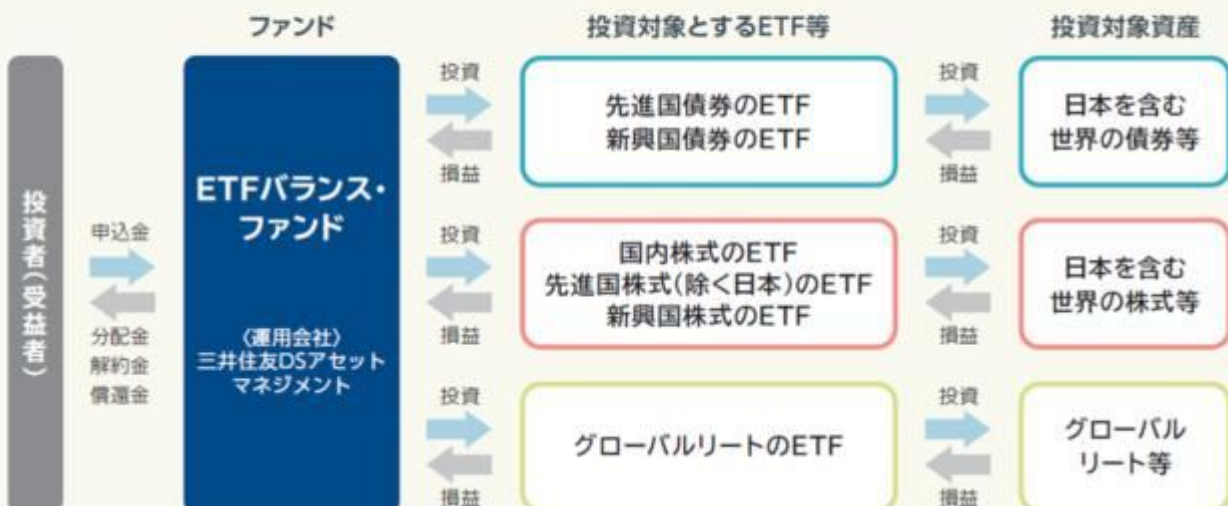 ファンド
投資対象とするETF等
投資対象資産
投資者(受益者)
申込金
分配金
解約金
償還金
ETFバランス・
ファンド
〈運用会社〉
三井住友DSアセット
マネジメント
投資
損益
先進国債券のETF
新興国債券のETF
投資
損益
日本を含む
世界の債券等
投資
損益
国内株式のETF
先進国株式(除く日本)のETF
新興国株式のETF
投資
損益
日本を含む
世界の株式等
投資
損益
グローバルリートのETF
投資
損益
グローバル
リート等